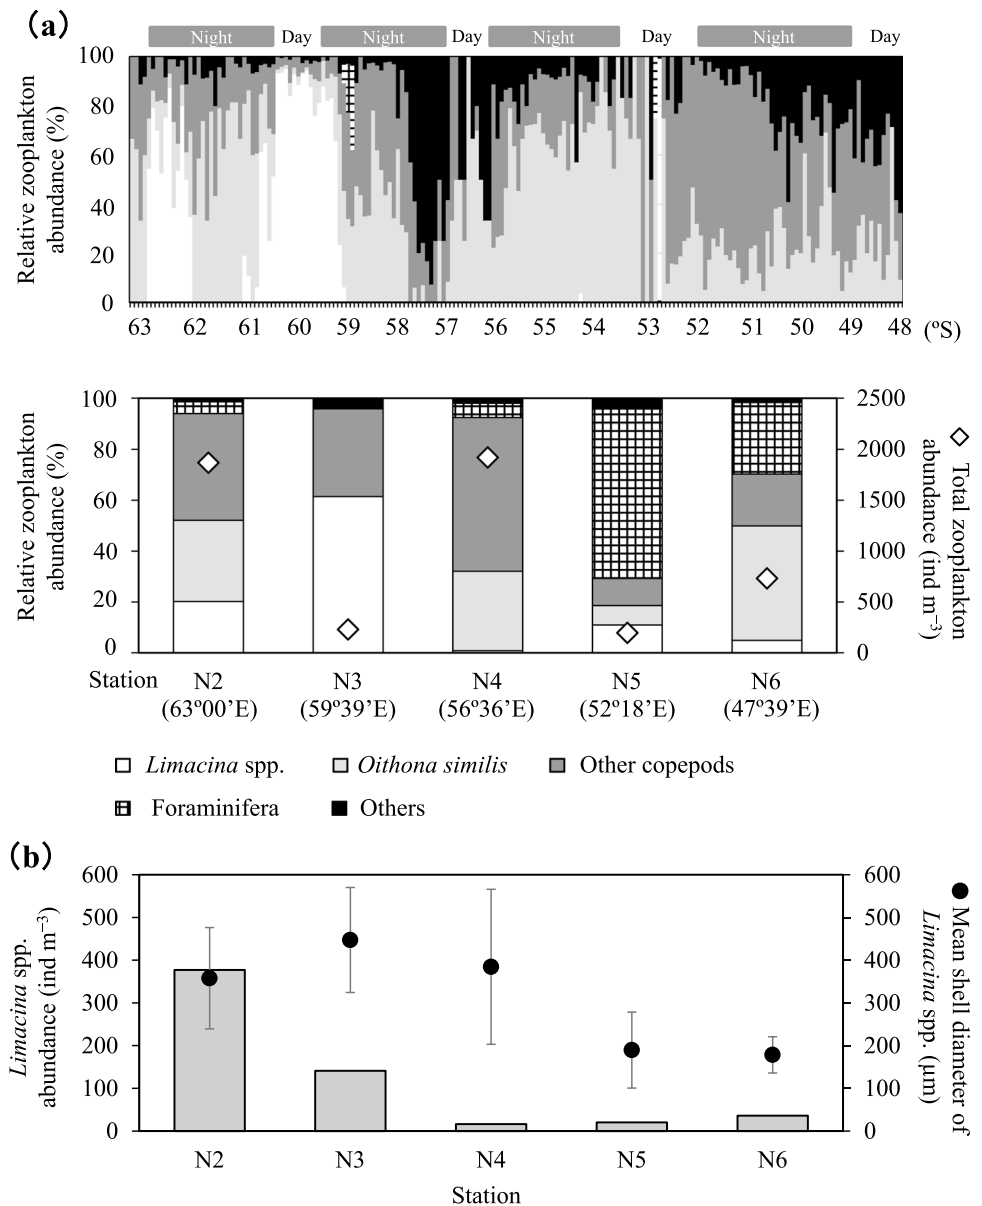 (a)
Night Day Night Day Night Day Night Day
Relative zooplankton
abundance (%)
100
80
60
40
20
0
63 62 61 60 59 58 57 56 55 54 53 52 51 50 49 48 (ºS)
Relative zooplankton
abundance (%)
100
80
60
40
20
0
2500
2000
1500
1000
500
0
Total zooplankton
abundance (ind m⁻³)
Station N2 N3 N4 N5 N6
(63º00’E) (59º39’E) (56º36’E) (52º18’E) (47º39’E)
Limacina spp. Oithona similis Other copepods
Foraminifera Others
(b)
Limacina spp.
abundance (ind m⁻³)
600
500
400
300
200
100
0
600
500
400
300
200
100
0
Mean shell diameter of
Limacina spp. (μm)
N2 N3 N4 N5 N6
Station